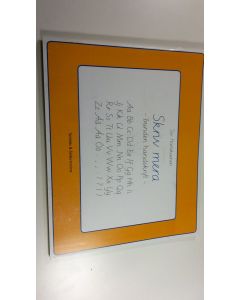 Skriv mera
- bunden handskrift -
Aa Bb Cc Dd Ee Ff Gg Hh Ii
Jj Kk Ll Mm Nn Oo Pp Qq
Rr Ss Tt Uu Vv Ww Xx Yy
Zz Åå Ää Öö . , - ? ! ( )